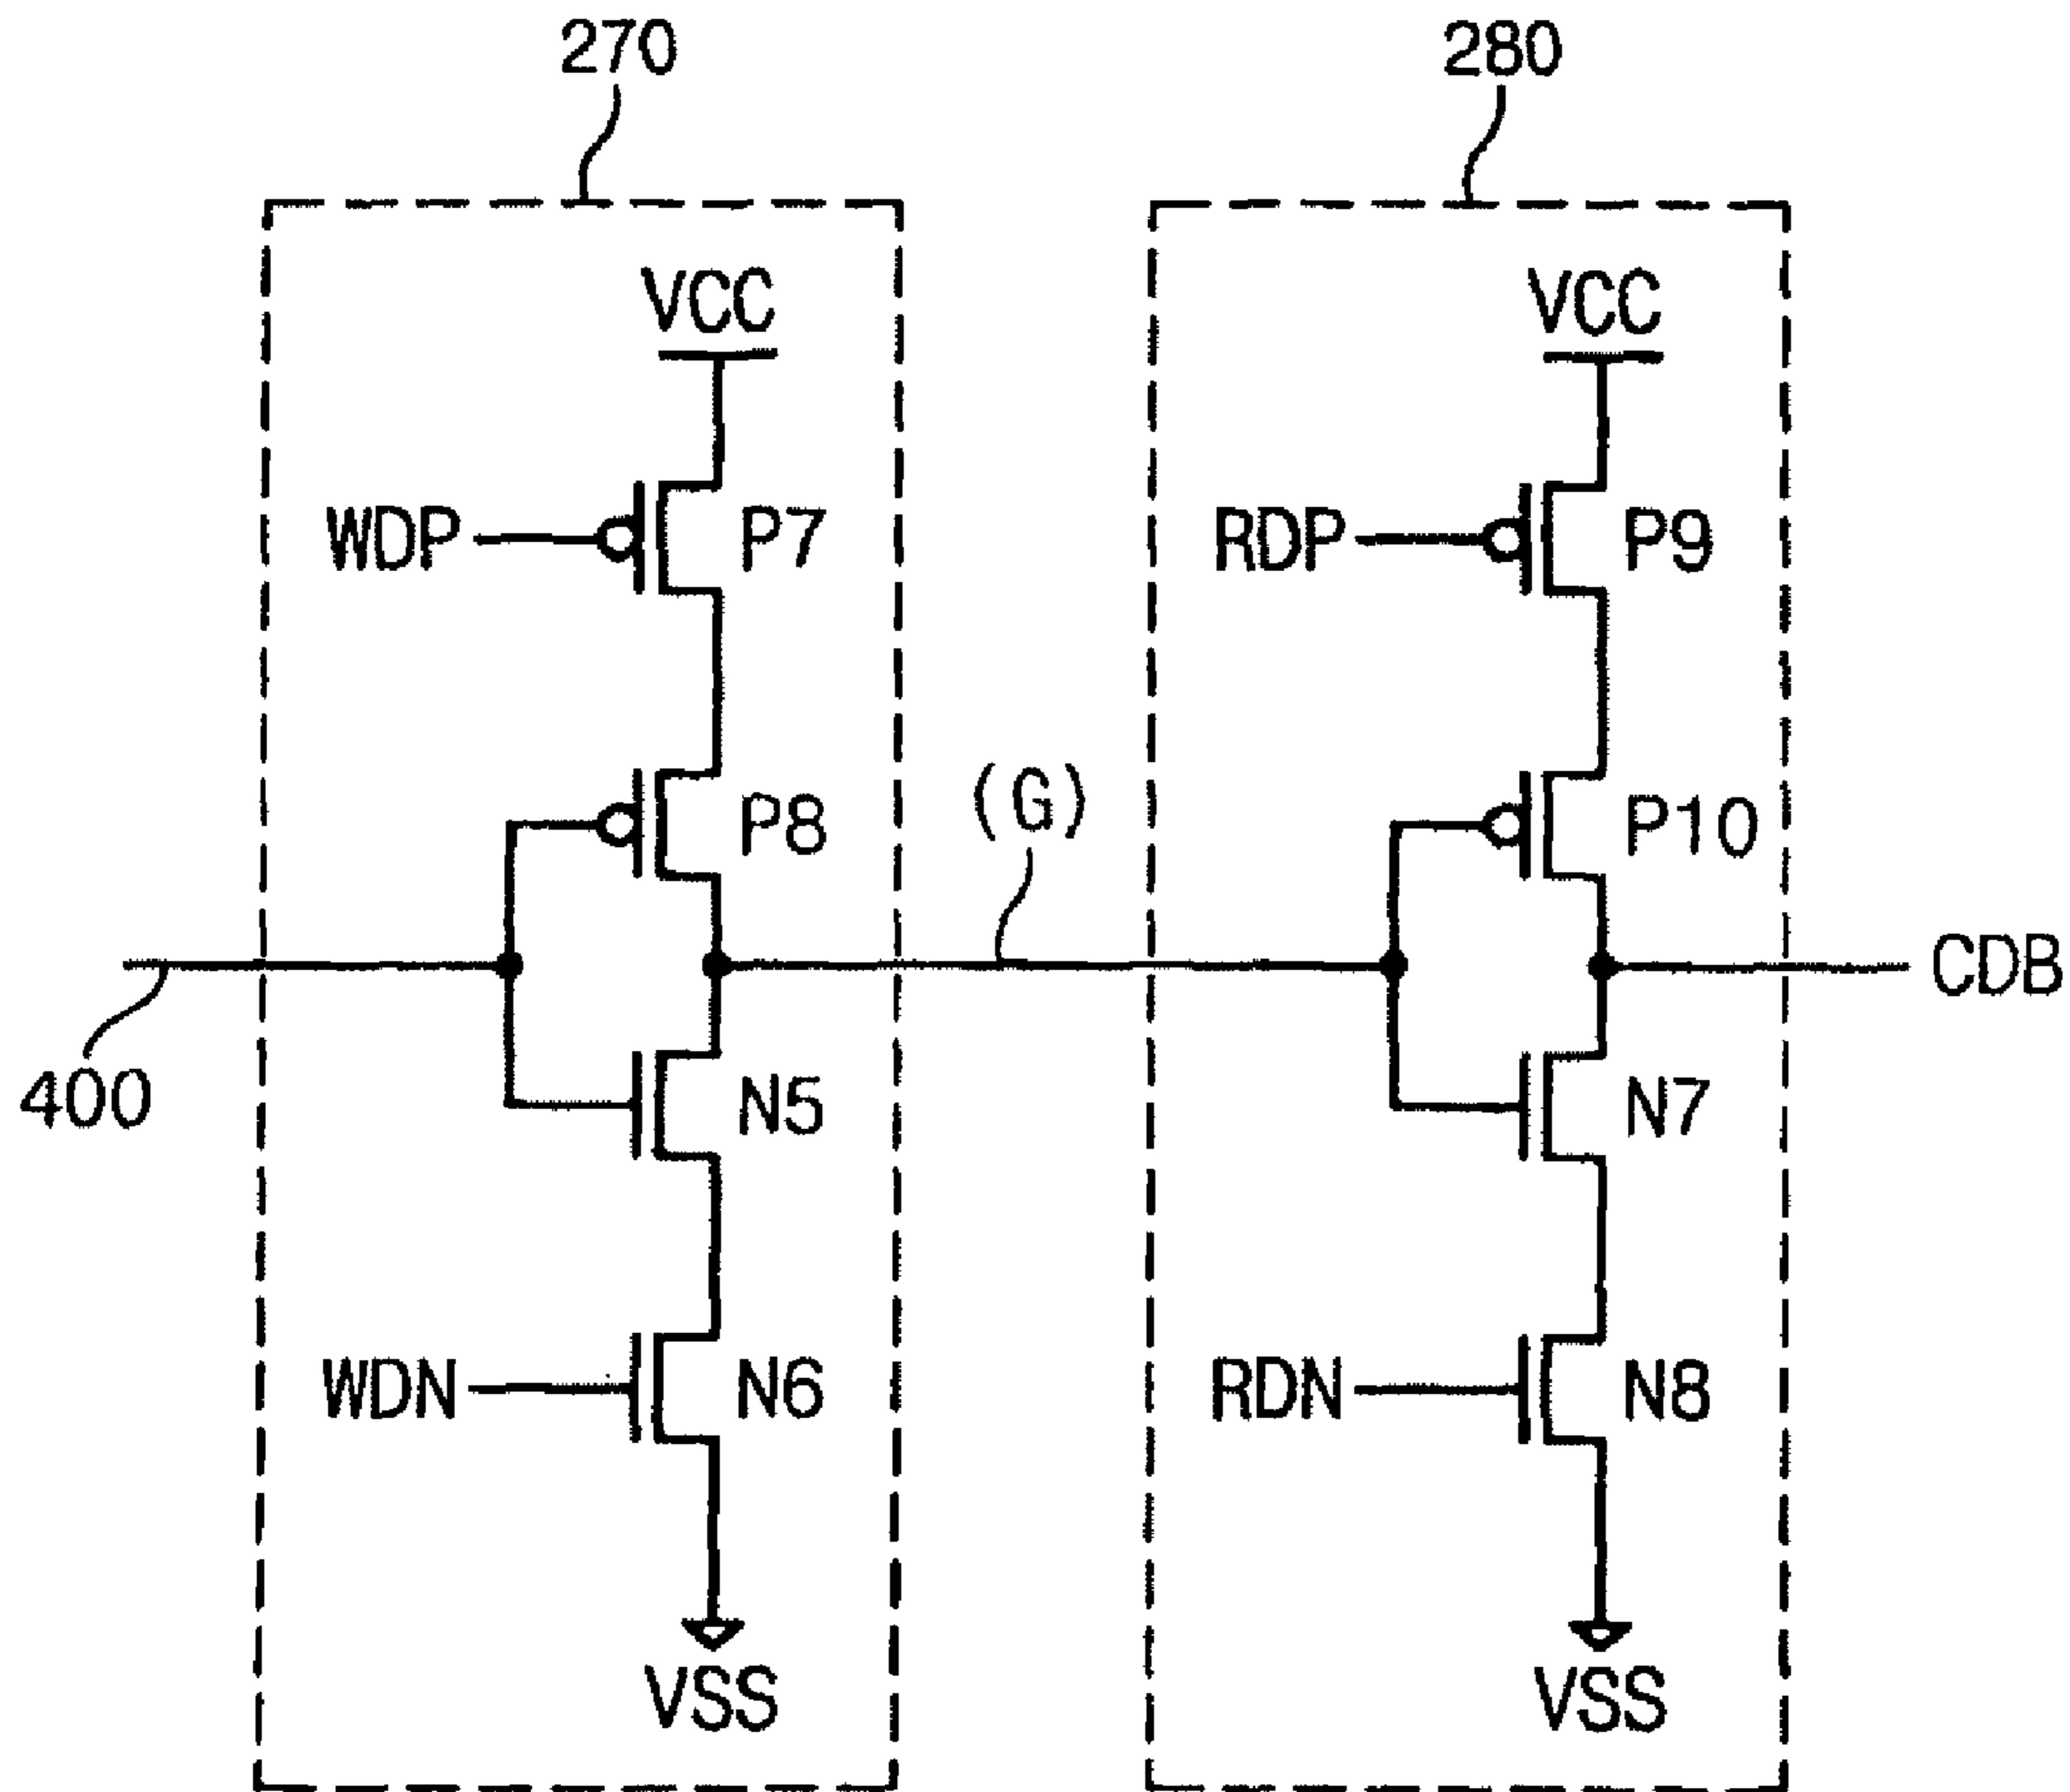 270
280
VCC
VCC
WDP
P7
RDP
P9
P8
(G)
P10
CDB
400
N5
N7
WDN
N6
RDN
N8
VSS
VSS